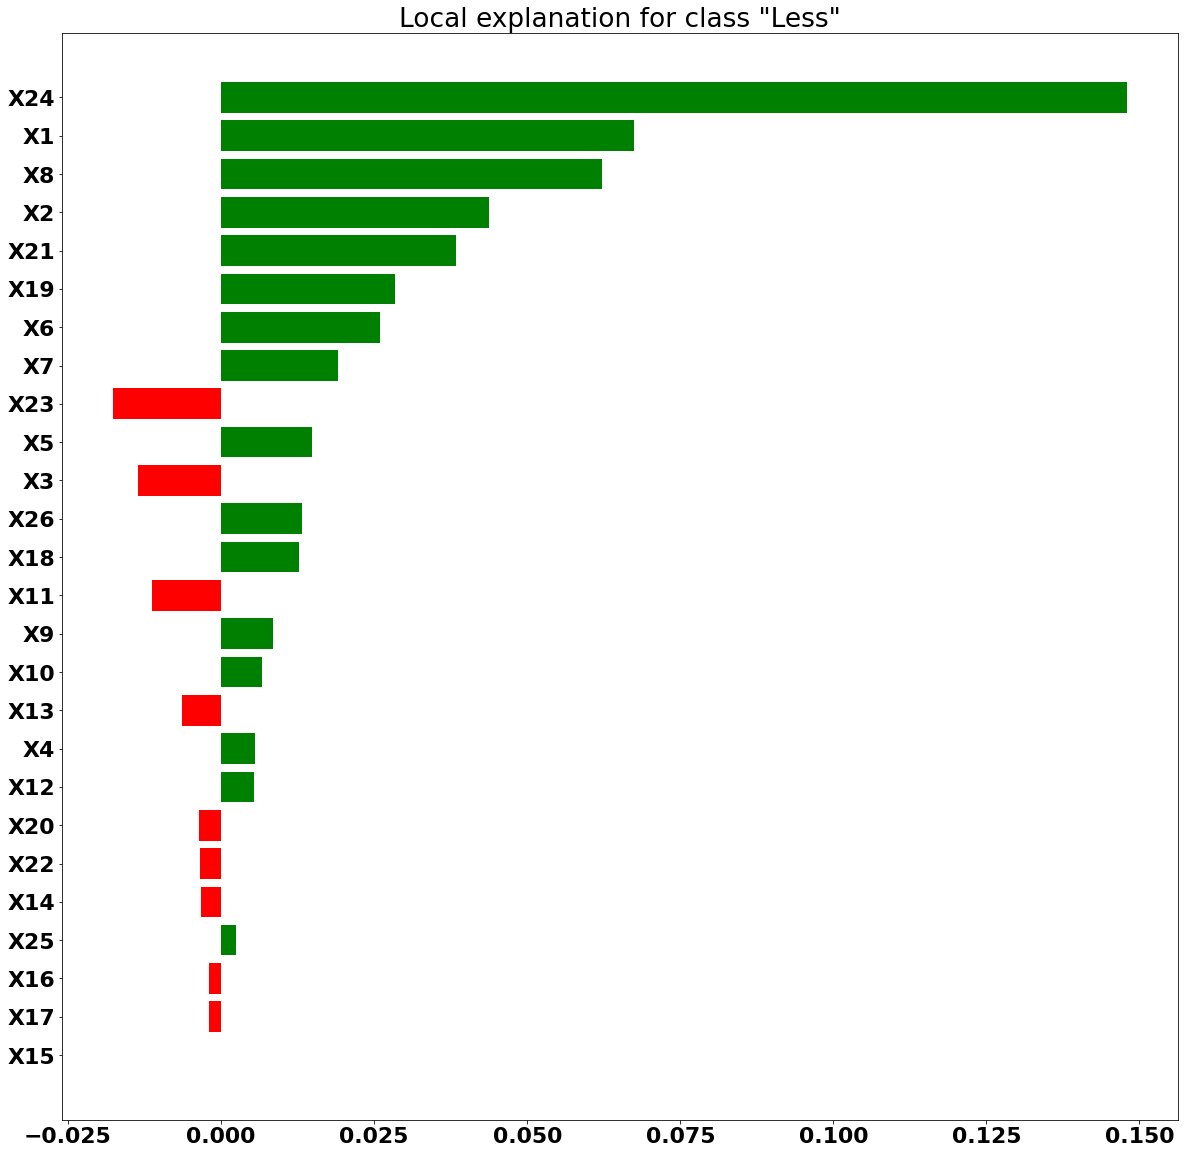 Local explanation for class "Less"
X24
X1
X8
X2
X21
X19
X6
X7
X23
X5
X3
X26
X18
X11
X9
X10
X13
X4
X12
X20
X22
X14
X25
X16
X17
X15
−0.025 0.000 0.025 0.050 0.075 0.100 0.125 0.150